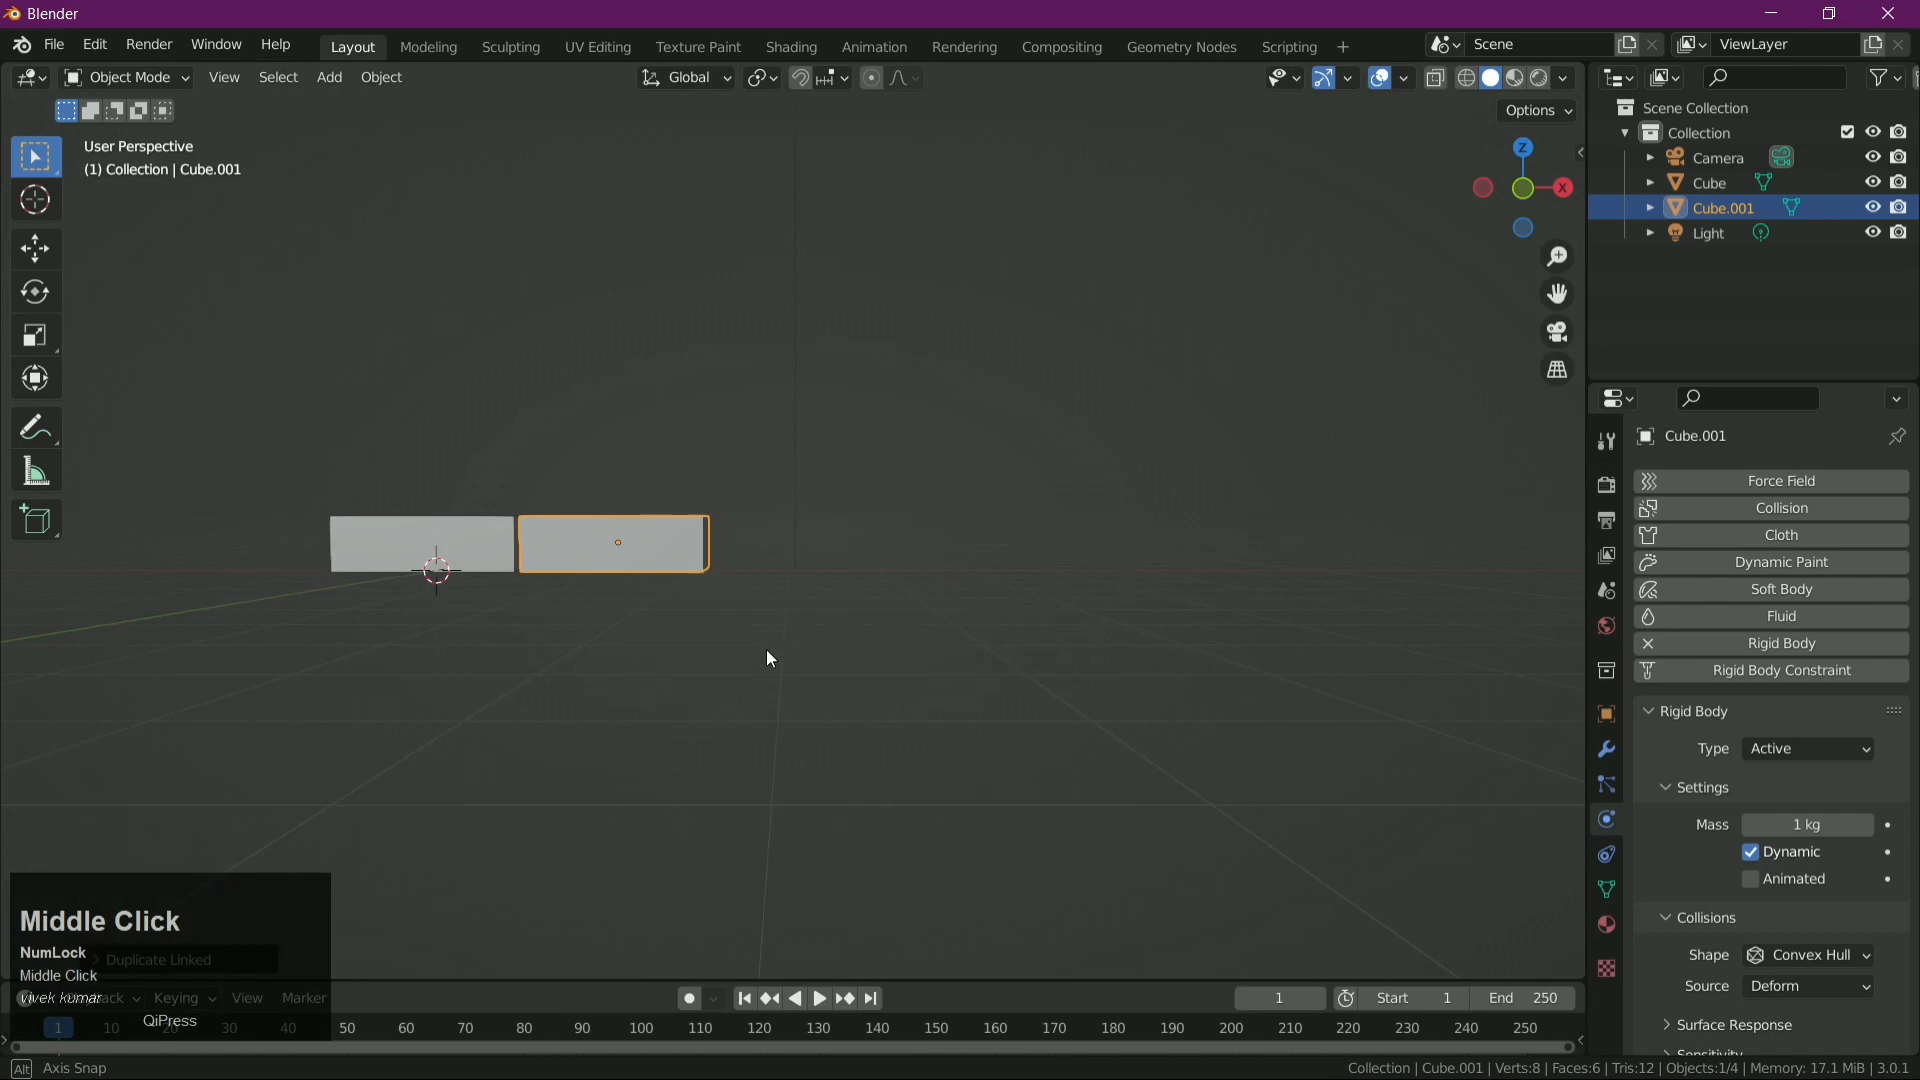 Blender
File Edit Render Window Help Layout Modeling Sculpting UV Editing Texture Paint Shading Animation Rendering Compositing Geometry Nodes Scripting + Scene ViewLayer
Object Mode View Select Add Object Global
Options
User Perspective
(1) Collection | Cube.001
Z
X
Scene Collection
Collection
Camera
Cube
Cube.001
Light
Cube.001
Force Field
Collision
Cloth
Dynamic Paint
Soft Body
Fluid
Rigid Body
Rigid Body Constraint
Rigid Body
Type Active
Settings
Mass 1 kg
Dynamic
Animated
Collisions
Shape Convex Hull
Source Deform
Surface Response
Sensitivity
Middle Click
NumLock
Duplicate Linked
Middle Click
vivek kumar
QiPress
Keying View Marker 1 Start 1 End 250
1 10 20 30 40 50 60 70 80 90 100 110 120 130 140 150 160 170 180 190 200 210 220 230 240 250
Alt Axis Snap
Collection | Cube.001 | Verts:8 | Faces:6 | Tris:12 | Objects:1/4 | Memory: 17.1 MiB | 3.0.1